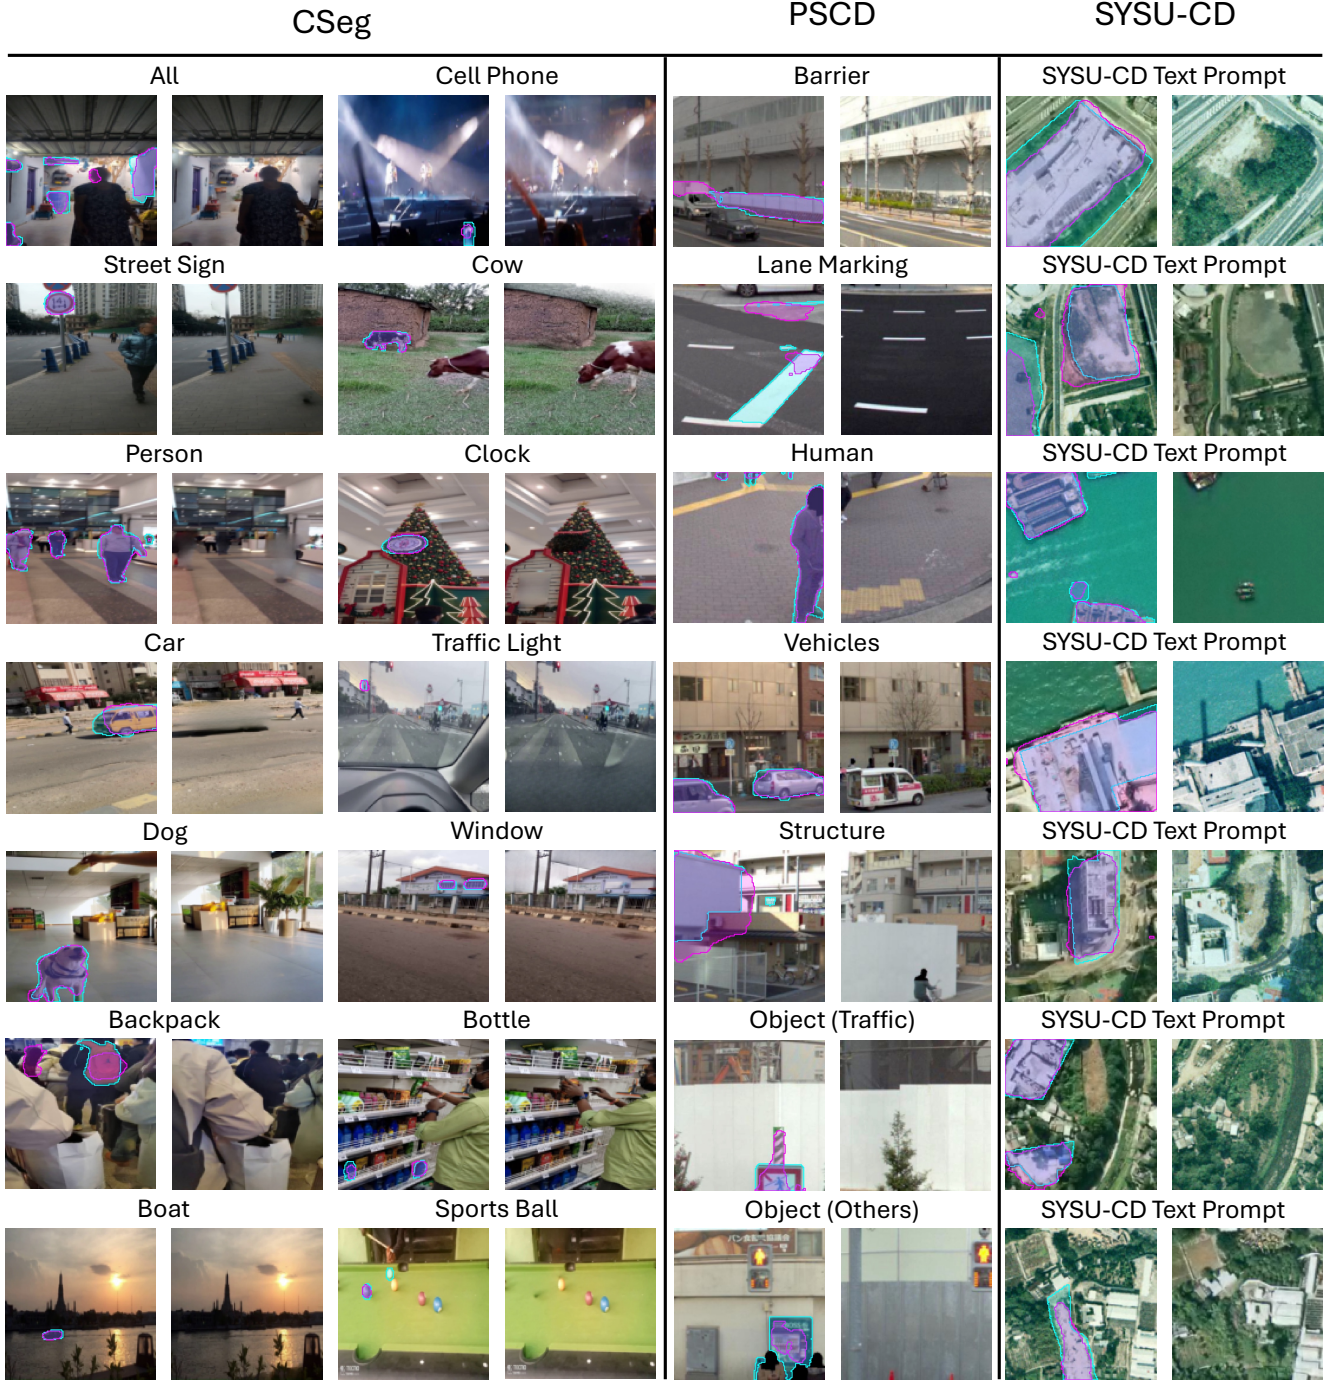 CSeg PSCD SYSU-CD
All Cell Phone Barrier SYSU-CD Text Prompt
Street Sign Cow Lane Marking SYSU-CD Text Prompt
Person Clock Human SYSU-CD Text Prompt
Car Traffic Light Vehicles SYSU-CD Text Prompt
Dog Window Structure SYSU-CD Text Prompt
Backpack Bottle Object (Traffic) SYSU-CD Text Prompt
Boat Sports Ball Object (Others) SYSU-CD Text Prompt